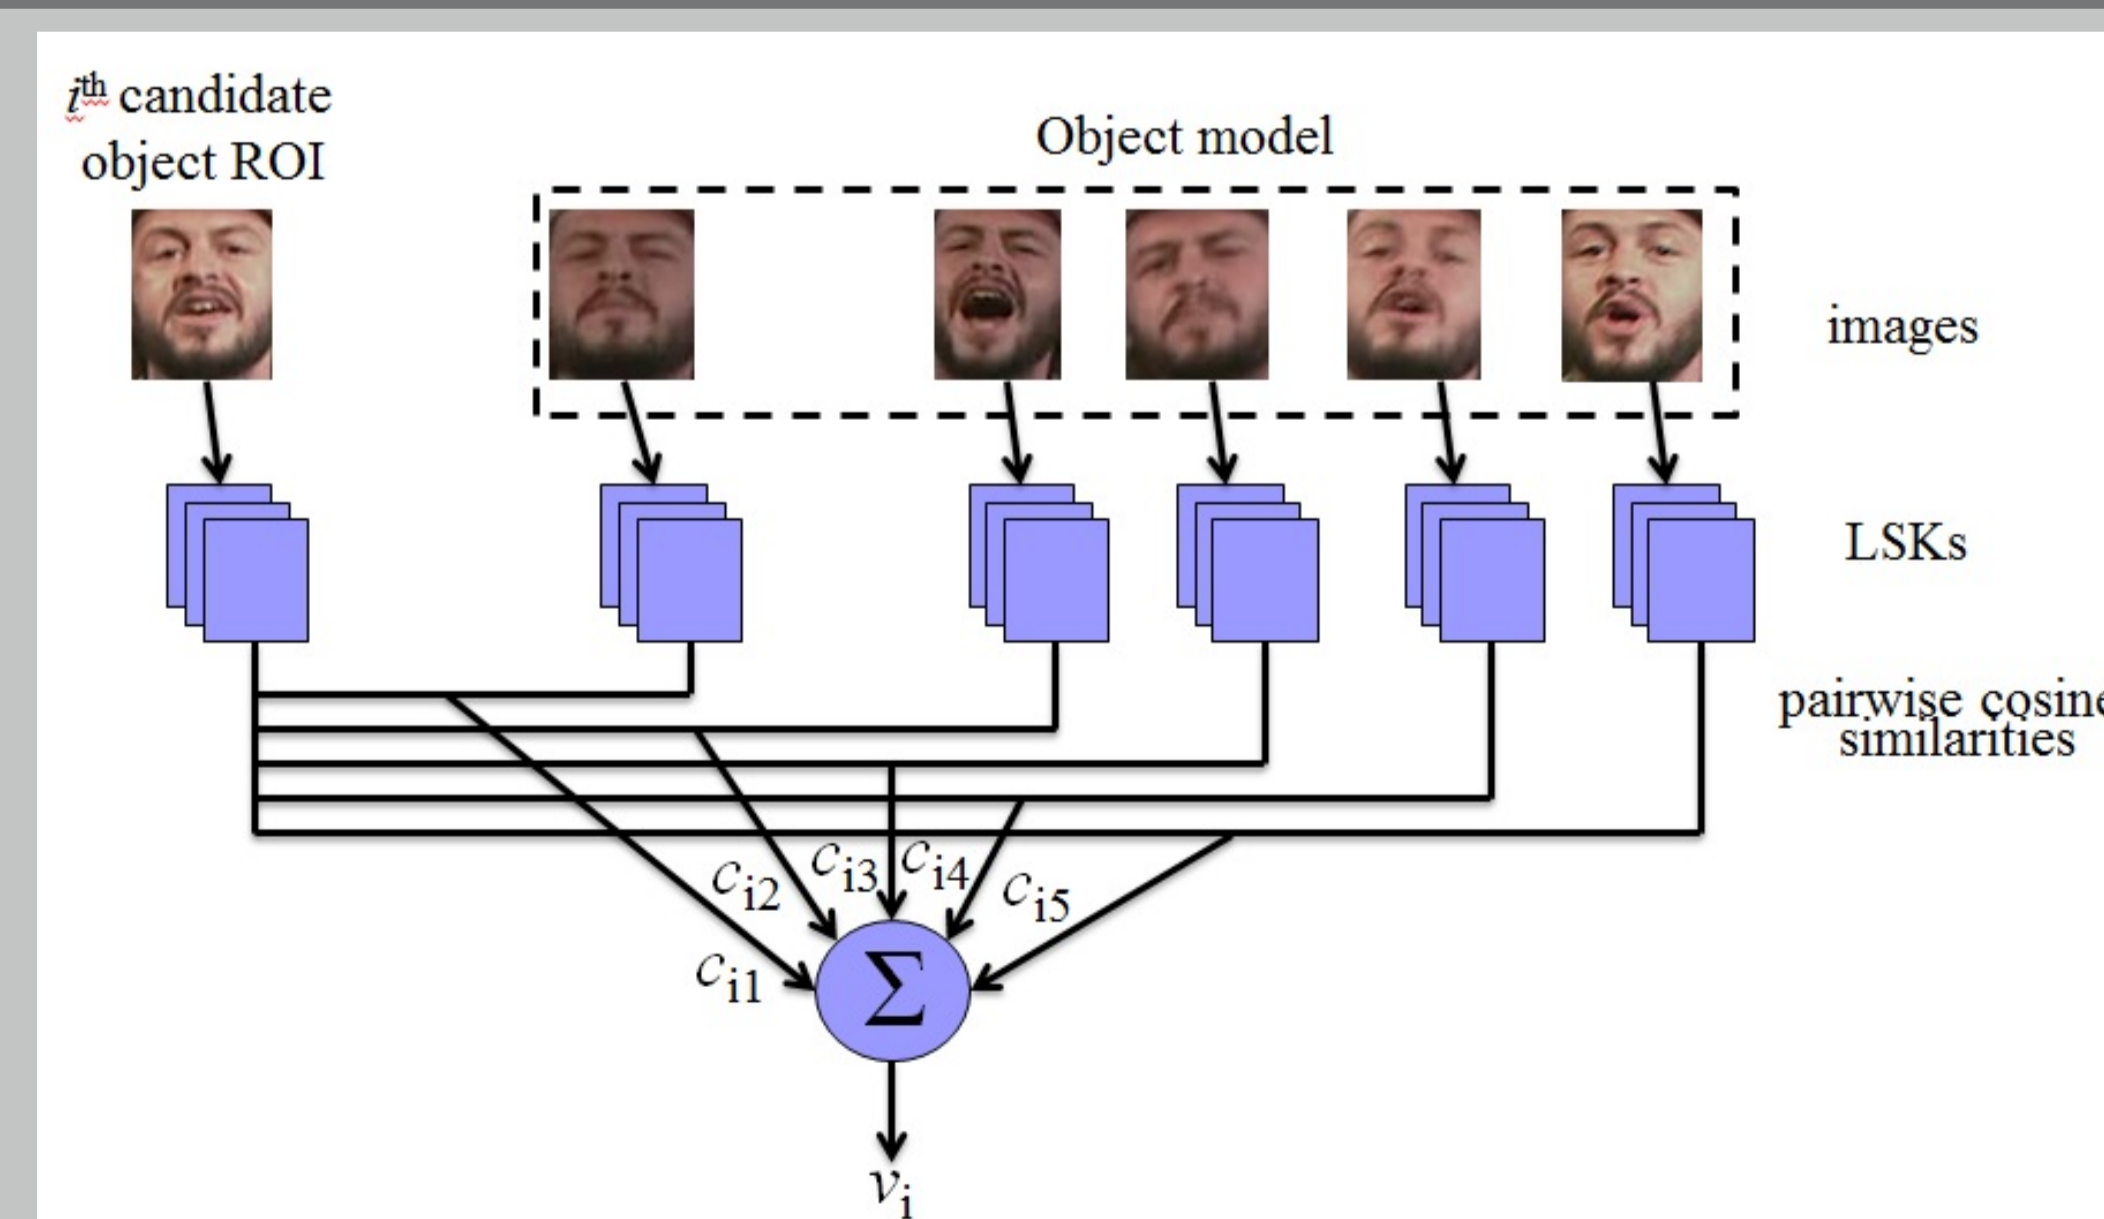 iᵗʰ candidate
object ROI
Object model
images
LSKs
pairwise cosine
similarities
cᵢ₂
cᵢ₃
cᵢ₄
cᵢ₅
cᵢ₁
Σ
vᵢ